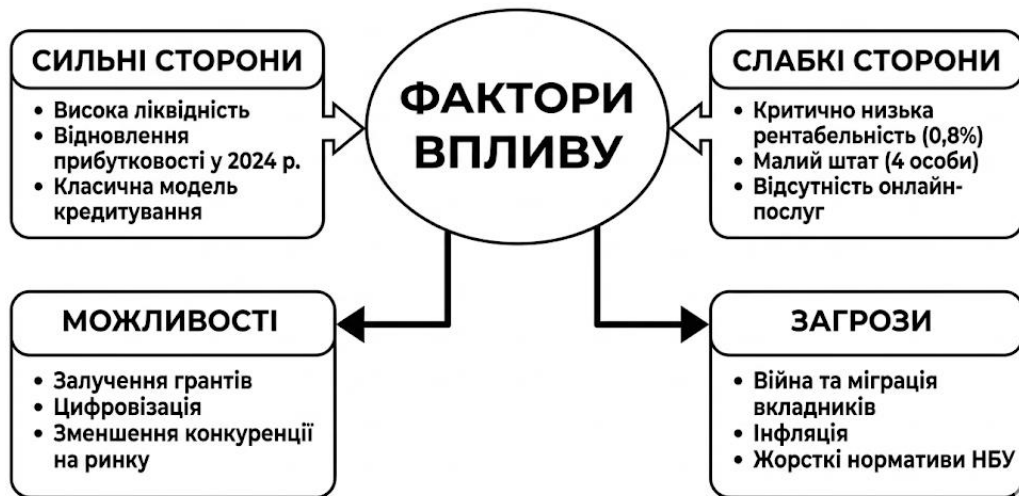 СИЛЬНІ СТОРОНИ
• Висока ліквідність
• Відновлення
прибутковості у 2024 р.
• Класична модель
кредитування
ФАКТОРИ
ВПЛИВУ
СЛАБКІ СТОРОНИ
• Критично низька
рентабельність (0,8%)
• Малий штат (4 особи)
• Відсутність онлайн-
послуг
МОЖЛИВОСТІ
• Залучення грантів
• Цифровізація
• Зменшення конкуренції
на ринку
ЗАГРОЗИ
• Війна та міграція
вкладників
• Інфляція
• Жорсткі нормативи НБУ